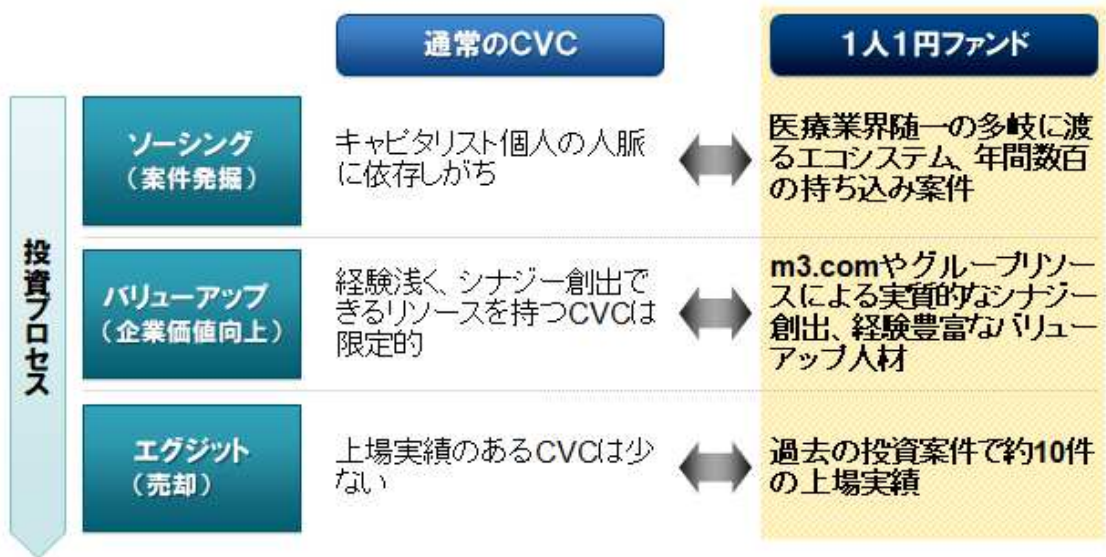 通常のCVC
1人1円ファンド
投資プロセス
ソーシング
（案件発掘）
キャピタリスト個人の人脈
に依存しがち
医療業界随一の多岐に渡
るエコシステム、年間数百
の持ち込み案件
バリューアップ
（企業価値向上）
経験浅く、シナジー創出で
きるリソースを持つCVCは
限定的
m3.comやグループリソー
スによる実質的なシナジー
創出、経験豊富なバリュー
アップ人材
エグジット
（売却）
上場実績のあるCVCは少
ない
過去の投資案件で約10件
の上場実績